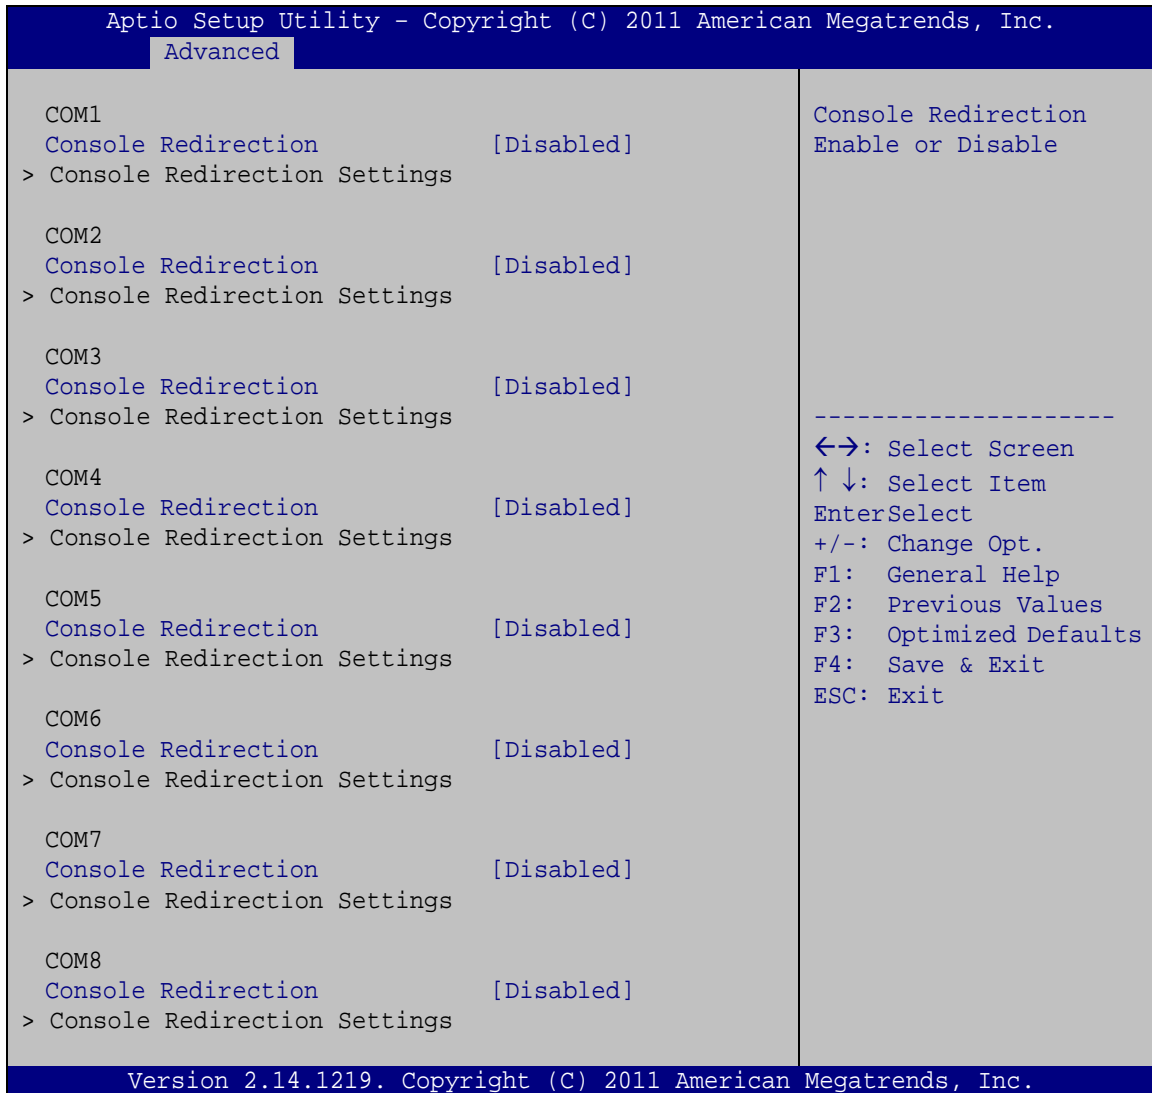 Aptio Setup Utility – Copyright (C) 2011 American Megatrends, Inc.
Advanced
COM1
Console Redirection [Disabled]
> Console Redirection Settings
COM2
Console Redirection [Disabled]
> Console Redirection Settings
COM3
Console Redirection [Disabled]
> Console Redirection Settings
COM4
Console Redirection [Disabled]
> Console Redirection Settings
COM5
Console Redirection [Disabled]
> Console Redirection Settings
COM6
Console Redirection [Disabled]
> Console Redirection Settings
COM7
Console Redirection [Disabled]
> Console Redirection Settings
COM8
Console Redirection [Disabled]
> Console Redirection Settings
Console Redirection
Enable or Disable
---------------------
←→: Select Screen
↑ ↓: Select Item
EnterSelect
+/-: Change Opt.
F1: General Help
F2: Previous Values
F3: Optimized Defaults
F4: Save & Exit
ESC: Exit
Version 2.14.1219. Copyright (C) 2011 American Megatrends, Inc.